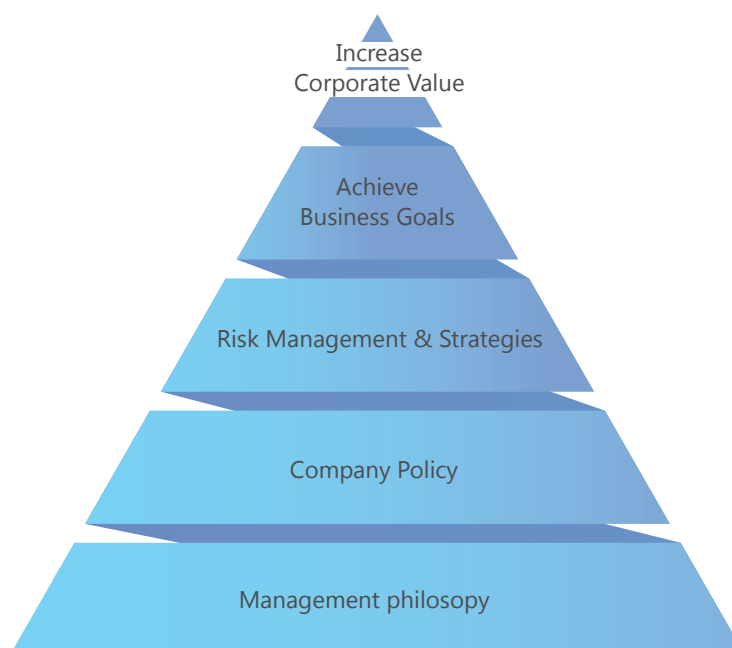 Increase
Corporate Value
Achieve
Business Goals
Risk Management & Strategies
Company Policy
Management philosopy